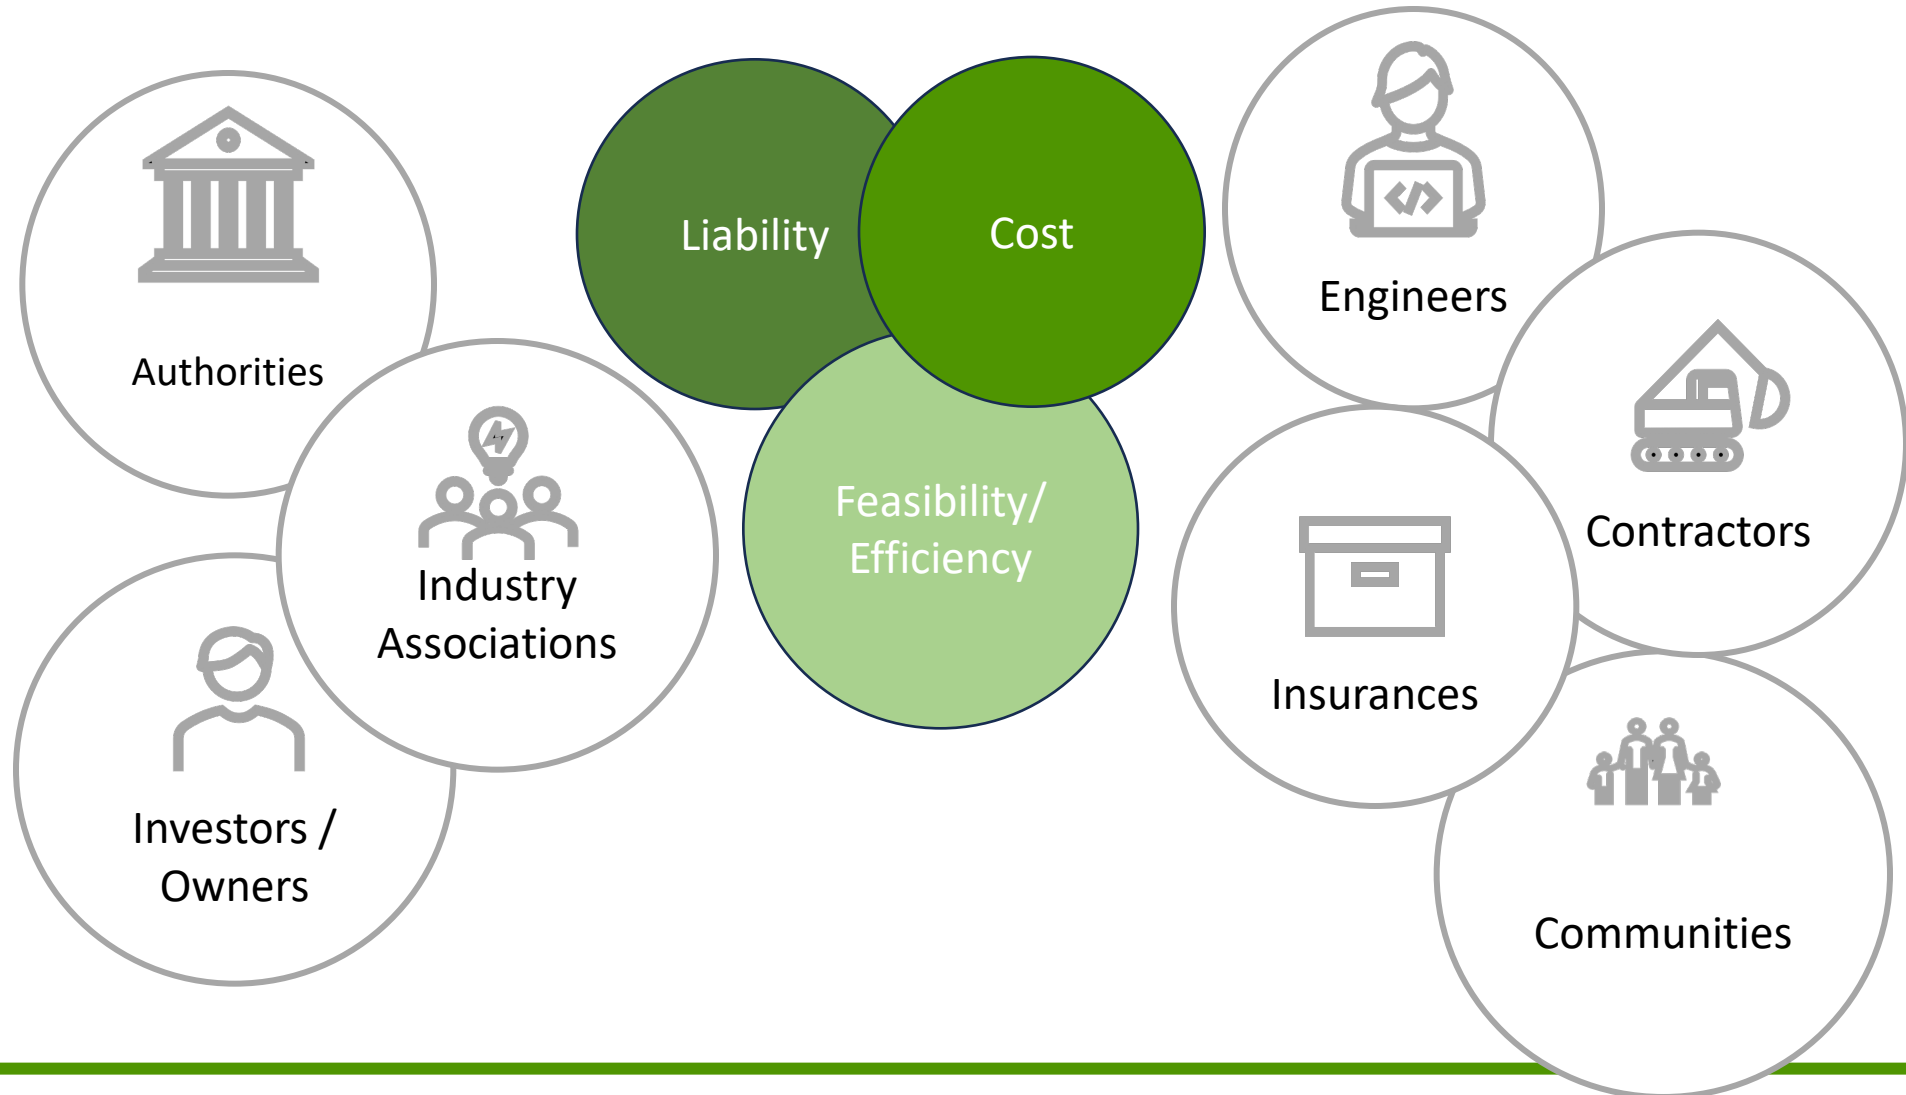 Authorities
Industry
Associations
Investors /
Owners
Liability
Cost
Feasibility/
Efficiency
Engineers
Contractors
Insurances
Communities